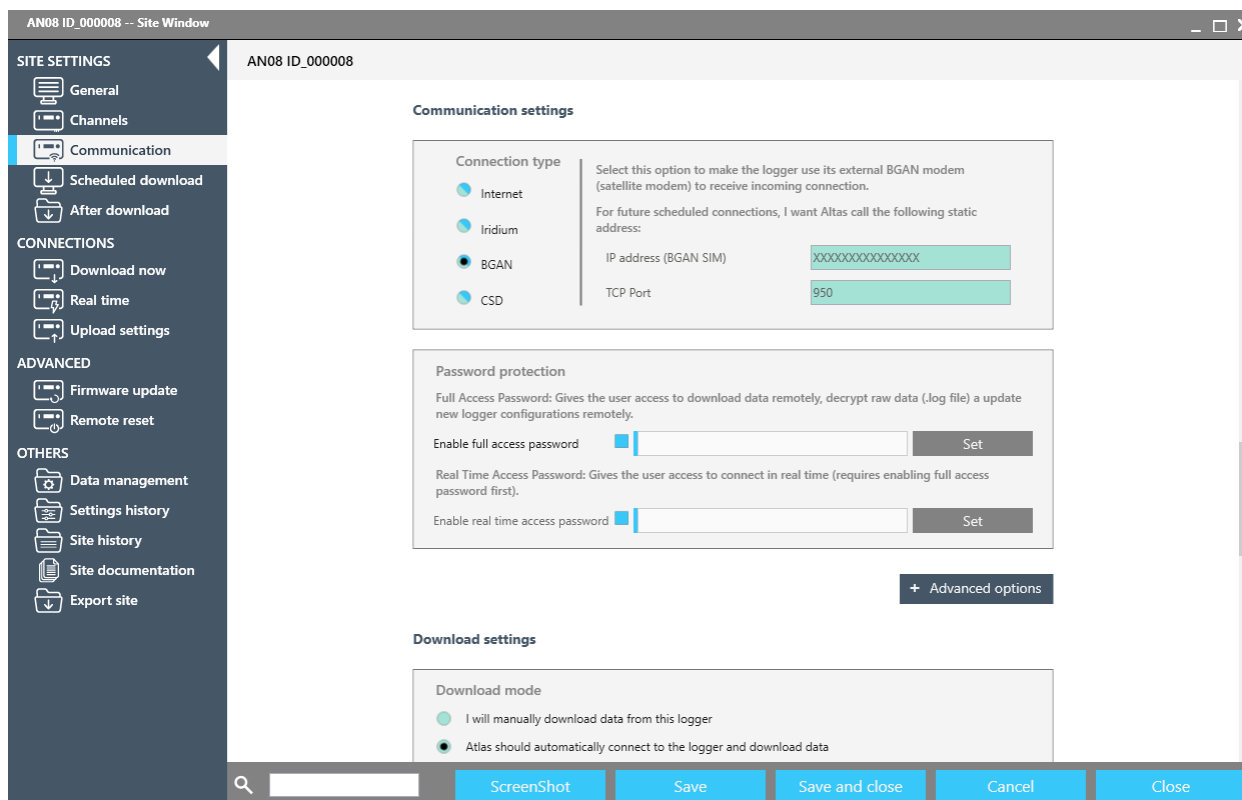 AN08 ID_000008 -- Site Window
SITE SETTINGS
General
Channels
Communication
Scheduled download
After download
CONNECTIONS
Download now
Real time
Upload settings
ADVANCED
Firmware update
Remote reset
OTHERS
Data management
Settings history
Site history
Site documentation
Export site
AN08 ID_000008
Communication settings
Connection type
Internet
Iridium
BGAN
CSD
Select this option to make the logger use its external BGAN modem
(satellite modem) to receive incoming connection.
For future scheduled connections, I want Altas call the following static
address:
IP address (BGAN SIM)
XXXXXXXXXXXXXXX
TCP Port
950
Password protection
Full Access Password: Gives the user access to download data remotely, decrypt raw data (.log file) a update
new logger configurations remotely.
Enable full access password
Set
Real Time Access Password: Gives the user access to connect in real time (requires enabling full access
password first).
Enable real time access password
Set
+ Advanced options
Download settings
Download mode
I will manually download data from this logger
Atlas should automatically connect to the logger and download data
ScreenShot
Save
Save and close
Cancel
Close